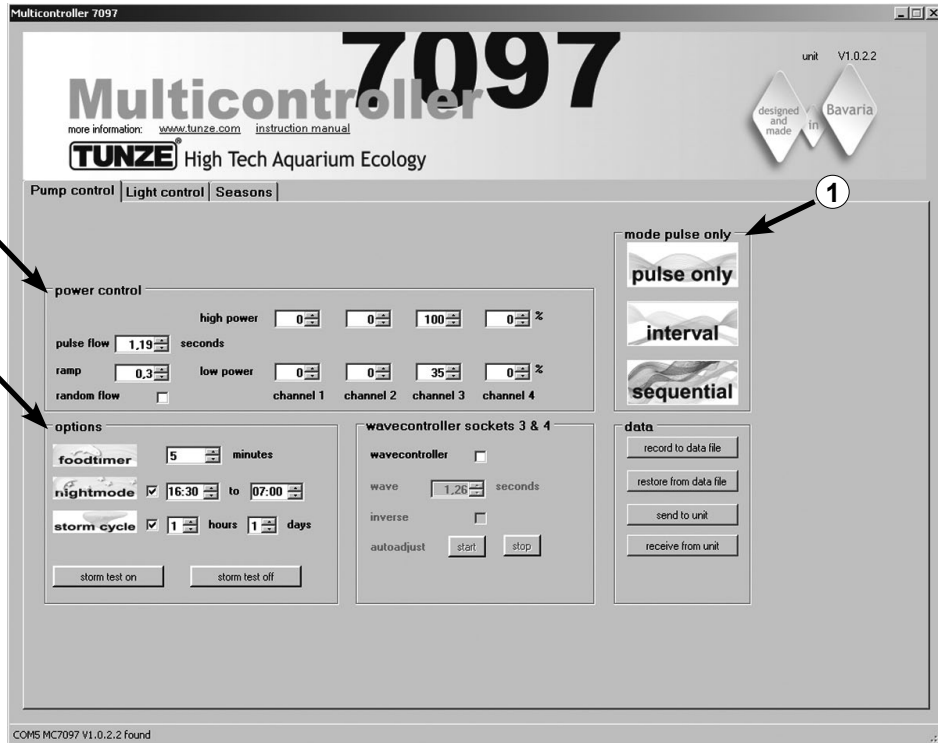 Multicontroller 7097
7097
unit V1.0.2.2
Multicontroller
more information: www.tunze.com instruction manual
designed and made in Bavaria
TUNZE® High Tech Aquarium Ecology
Pump control Light control Seasons
1
mode pulse only
pulse only
interval
sequential
power control
high power 0 0 100 0 %
pulse flow 1,19 seconds
ramp 0,3 low power 0 0 35 0 %
random flow channel 1 channel 2 channel 3 channel 4
options
foodtimer 5 minutes
nightmode 16:30 to 07:00
storm cycle 1 hours 1 days
storm test on storm test off
wavecontroller sockets 3 & 4
wavecontroller
wave 1,26 seconds
inverse
autoadjust start stop
data
record to data file
restore from data file
send to unit
receive from unit
COM5 MC7097 V1.0.2.2 found